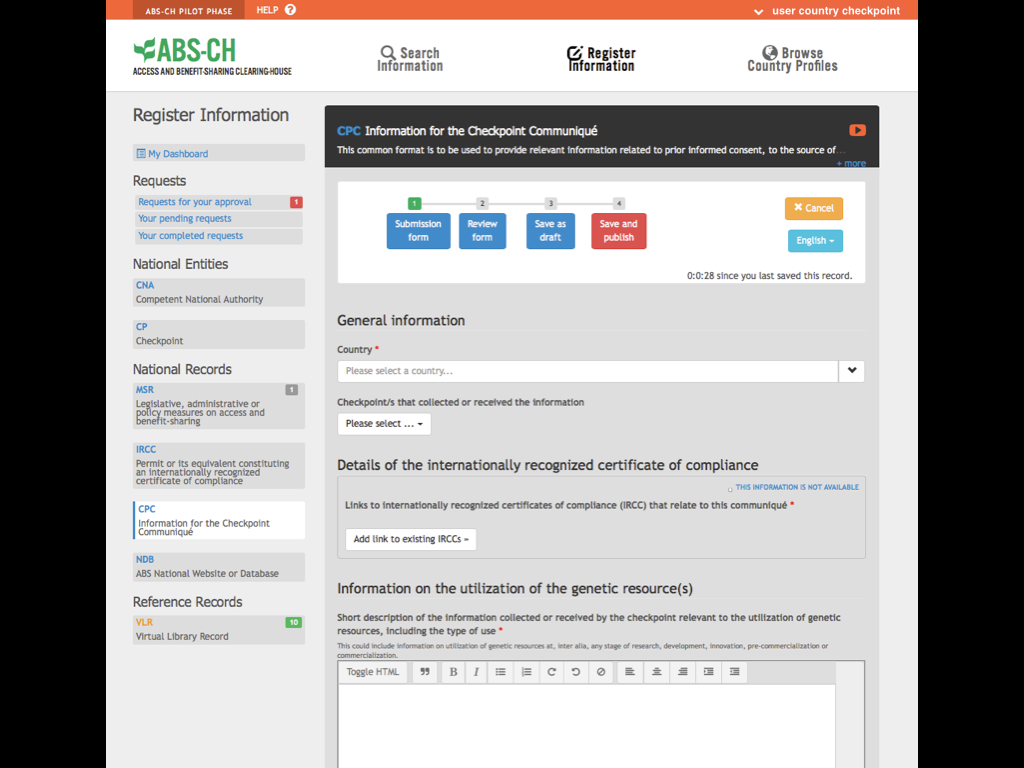 ABS-CH PILOT PHASE
HELP ?
user country checkpoint
ABS-CH
ACCESS AND BENEFIT-SHARING CLEARING-HOUSE
Search
Information
Register
Information
Browse
Country Profiles
Register Information
My Dashboard
Requests
Requests for your approval 1
Your pending requests
Your completed requests
National Entities
CNA
Competent National Authority
CP
Checkpoint
National Records
MSR 1
Legislative, administrative or
policy measures on access and
benefit-sharing
IRCC
Permit or its equivalent constituting
an internationally recognized
certificate of compliance
CPC
Information for the Checkpoint
Communiqué
NDB
ABS National Website or Database
Reference Records
VLR 10
Virtual Library Record
CPC Information for the Checkpoint Communiqué
This common format is to be used to provide relevant information related to prior informed consent, to the source of ...
+ more
1 2 3 4
Submission
form
Review
form
Save as
draft
Save and
publish
Cancel
English
0:0:28 since you last saved this record.
General information
Country *
Please select a country...
Checkpoint/s that collected or received the information
Please select ...
Details of the internationally recognized certificate of compliance
THIS INFORMATION IS NOT AVAILABLE
Links to internationally recognized certificates of compliance (IRCC) that relate to this communiqué *
Add link to existing IRCCs »
Information on the utilization of the genetic resource(s)
Short description of the information collected or received by the checkpoint relevant to the utilization of genetic
resources, including the type of use *
This could include information on utilization of genetic resources at, inter alia, any stage of research, development, innovation, pre-commercialization or
commercialization.
Toggle HTML B I